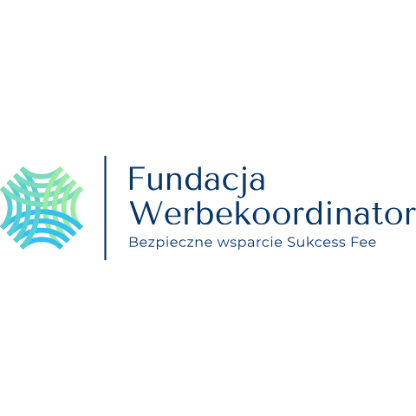 Fundacja
Werbekoordinator
Bezpieczne wsparcie Sukcess Fee